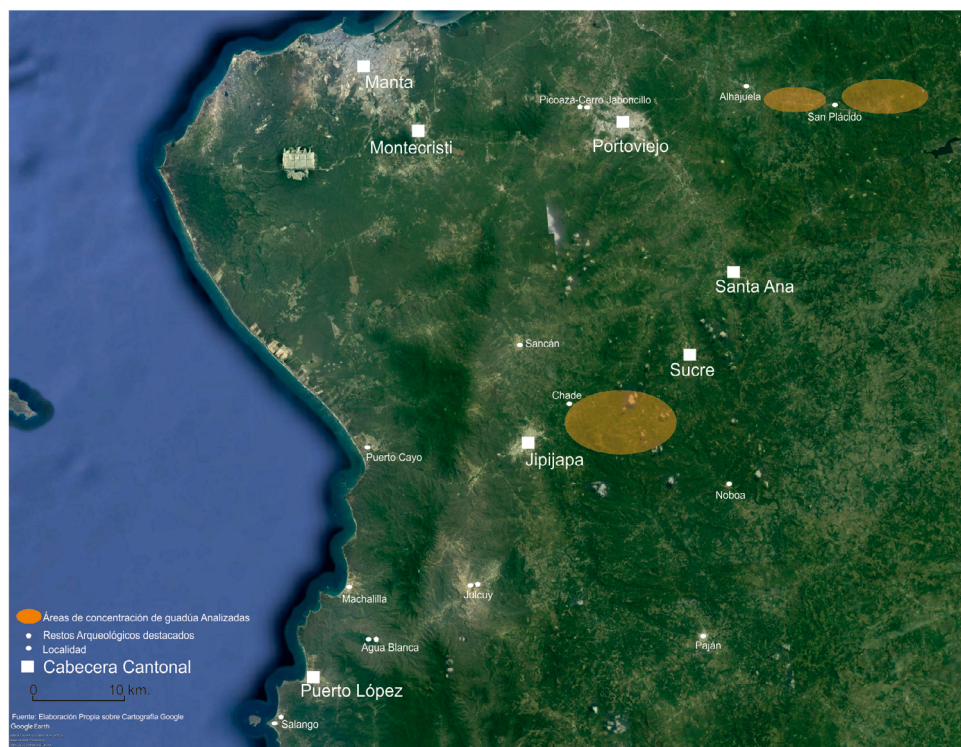 Manta
Montecristi
Picoazá-Cerro Jaboncillo
Portoviejo
Alhajuela
San Plácido
Santa Ana
Sancán
Sucre
Chade
Jipijapa
Puerto Cayo
Noboa
Machalilla
Julcuy
Agua Blanca
Paján
Puerto López
Salango
Áreas de concentración de guadúa Analizadas
Restos Arqueológicos destacados
Localidad
Cabecera Cantonal
0 10 km.
Fuente: Elaboración Propia sobre Cartografía Google
Google Earth